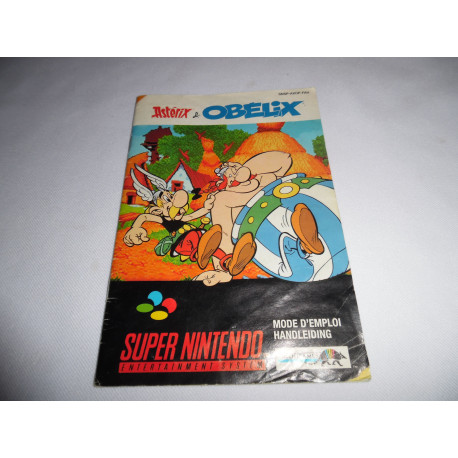 Astérix & OBELIX
MODE D'EMPLOI
HANDLEIDING
SUPER NINTENDO
ENTERTAINMENT SYSTEM